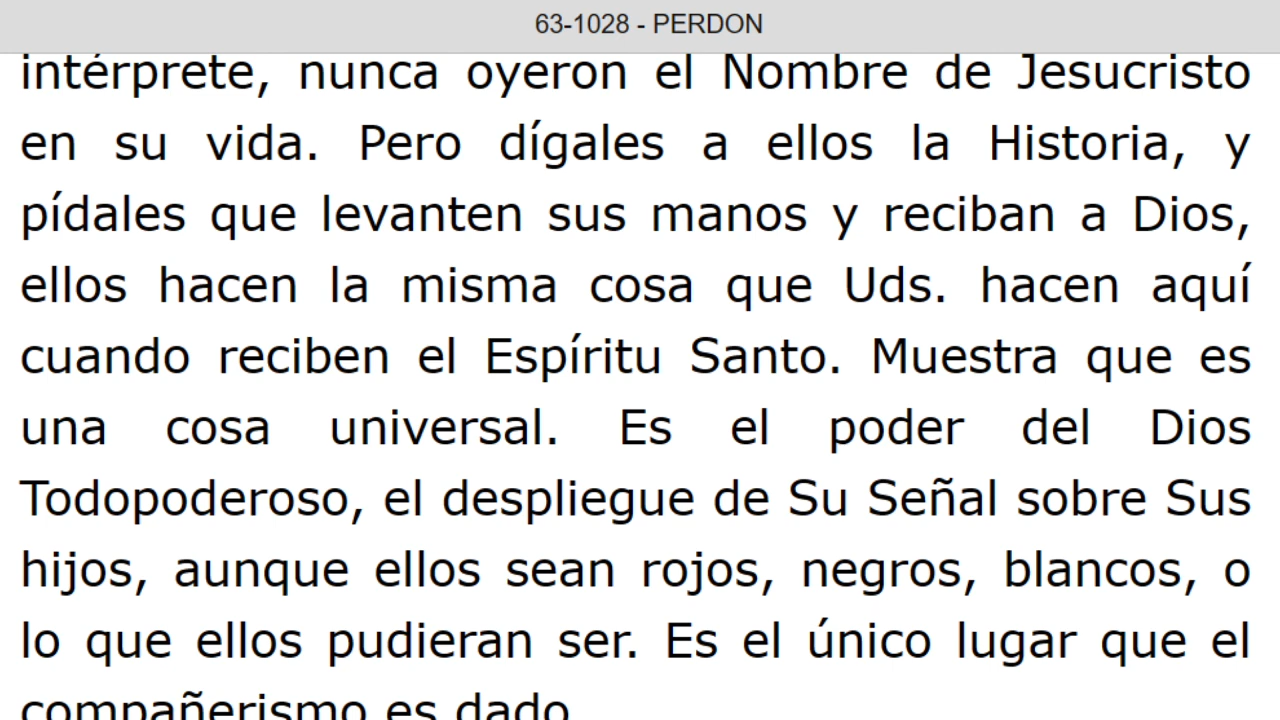 63-1028 - PERDON
intérprete, nunca oyeron el Nombre de Jesucristo
en su vida. Pero dígales a ellos la Historia, y
pídales que levanten sus manos y reciban a Dios,
ellos hacen la misma cosa que Uds. hacen aquí
cuando reciben el Espíritu Santo. Muestra que es
una cosa universal. Es el poder del Dios
Todopoderoso, el despliegue de Su Señal sobre Sus
hijos, aunque ellos sean rojos, negros, blancos, o
lo que ellos pudieran ser. Es el único lugar que el
compañerismo es dado.